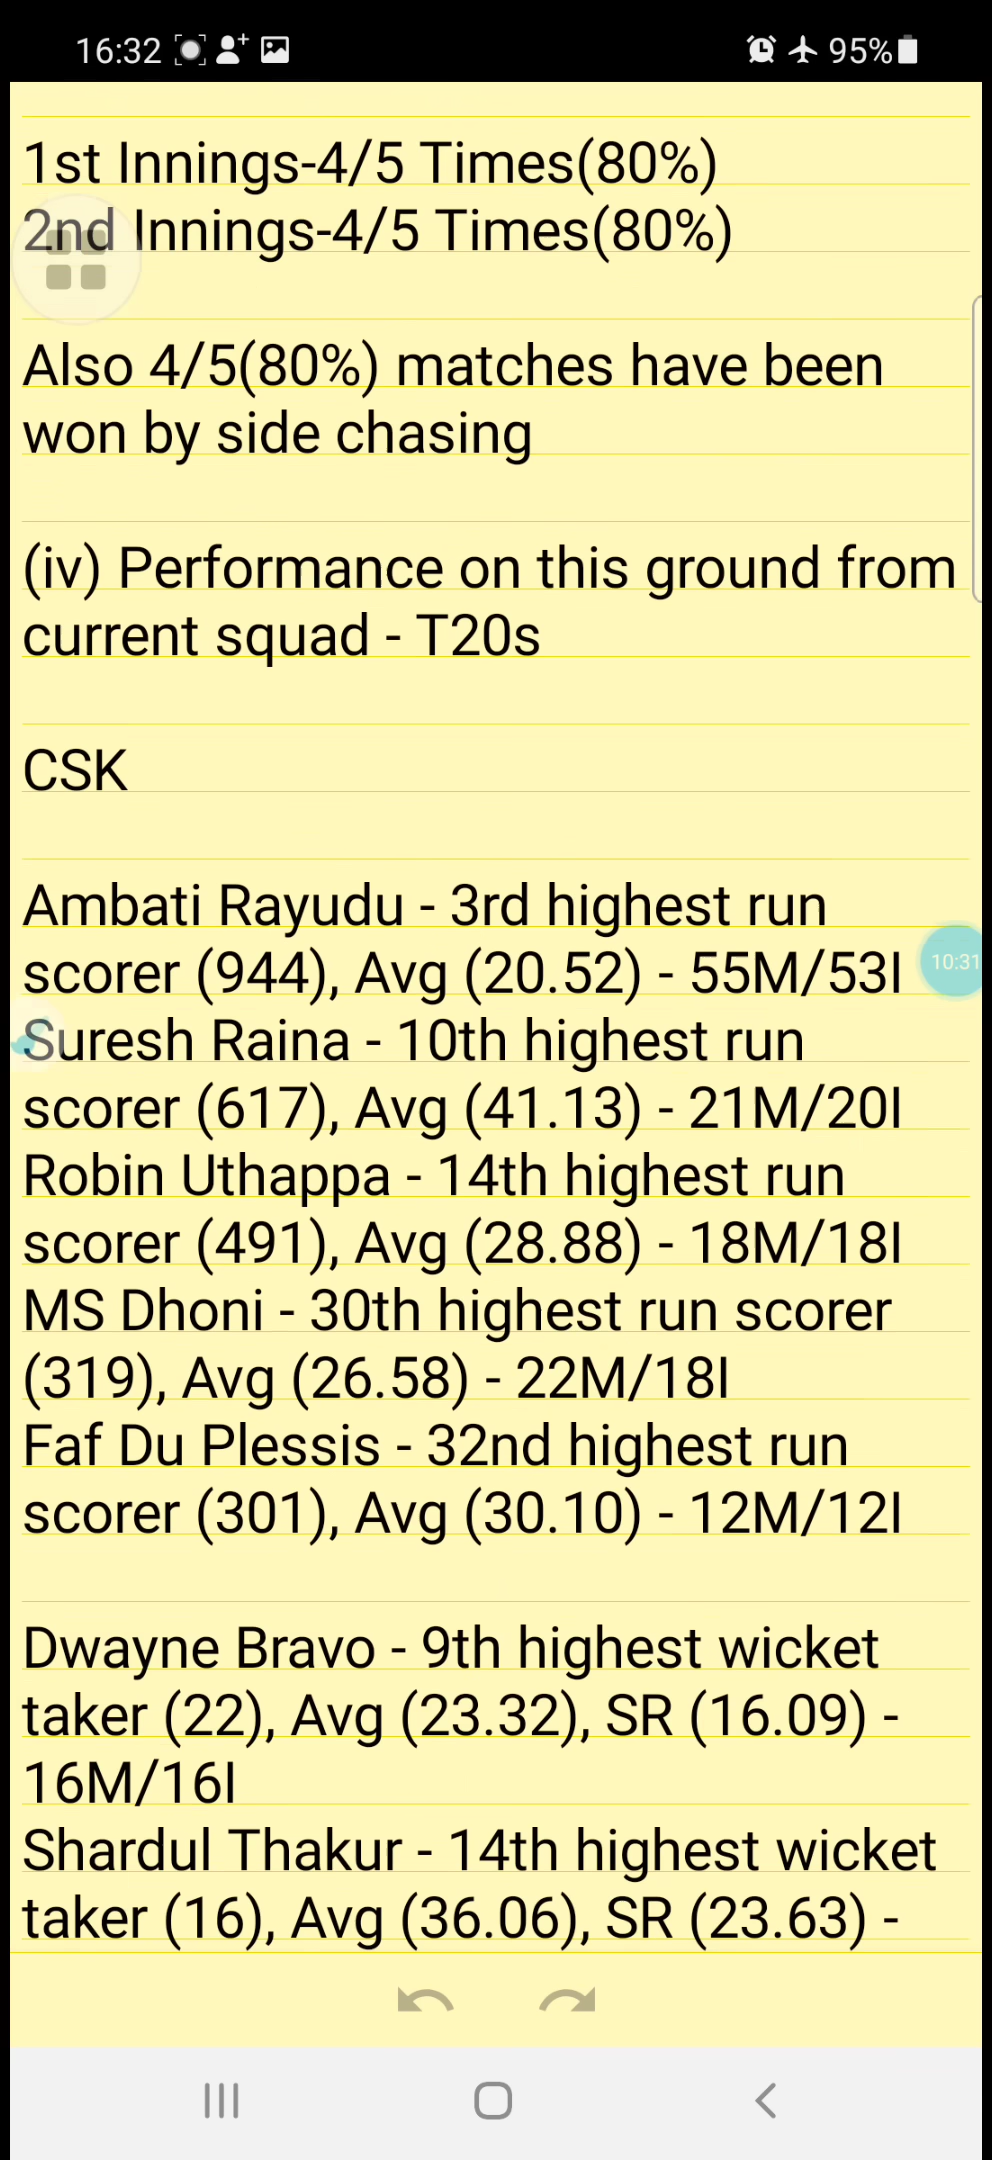 16:32 95%
1st Innings-4/5 Times(80%)
2nd Innings-4/5 Times(80%)
Also 4/5(80%) matches have been
won by side chasing
(iv) Performance on this ground from
current squad - T20s
CSK
Ambati Rayudu - 3rd highest run
scorer (944), Avg (20.52) - 55M/53I
10:31
Suresh Raina - 10th highest run
scorer (617), Avg (41.13) - 21M/20I
Robin Uthappa - 14th highest run
scorer (491), Avg (28.88) - 18M/18I
MS Dhoni - 30th highest run scorer
(319), Avg (26.58) - 22M/18I
Faf Du Plessis - 32nd highest run
scorer (301), Avg (30.10) - 12M/12I
Dwayne Bravo - 9th highest wicket
taker (22), Avg (23.32), SR (16.09) -
16M/16I
Shardul Thakur - 14th highest wicket
taker (16), Avg (36.06), SR (23.63) -